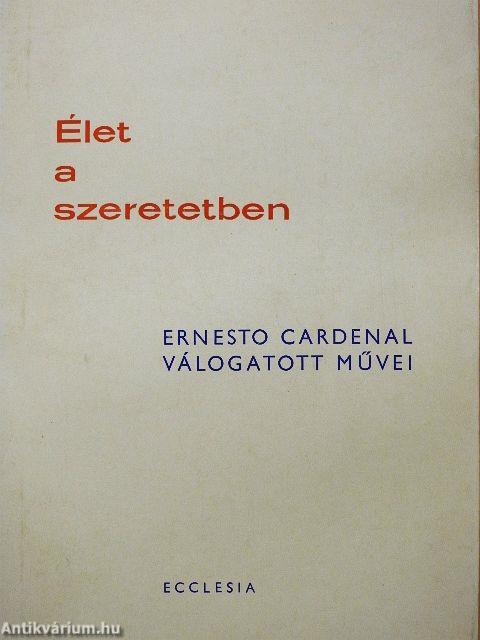 Élet
a
szeretetben
ERNESTO CARDENAL
VÁLOGATOTT MŰVEI
ECCLESIA
Antikvárium.hu